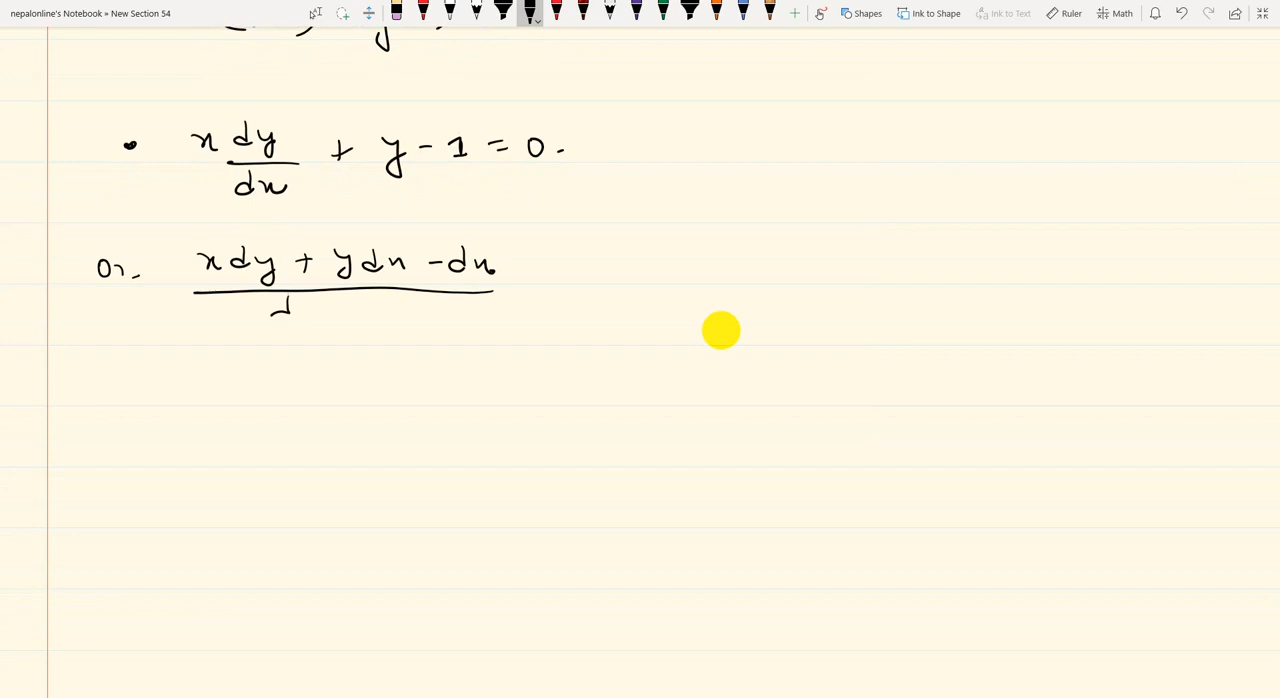 nepalonline's Notebook » New Section 54
Shapes Ink to Shape Ink to Text Ruler Math
• x dy/dx + y - 1 = 0.
Or. x dy + y dx - dx
d